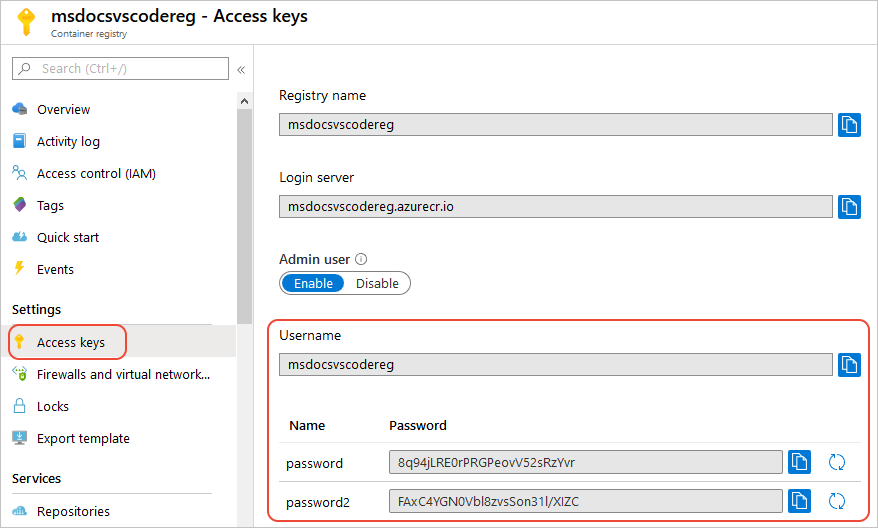 msdocsvscodereg - Access keys
Container registry
Search (Ctrl+/)
«
Overview
Activity log
Access control (IAM)
Tags
Quick start
Events
Settings
Access keys
Firewalls and virtual network...
Locks
Export template
Services
Repositories
Registry name
msdocsvscodereg
Login server
msdocsvscodereg.azurecr.io
Admin user
Enable Disable
Username
msdocsvscodereg
Name Password
password 8q94jLRE0rPRGPeovV52sRzYvr
password2 FAxC4YGN0Vbl8zvsSon31l/XIZC